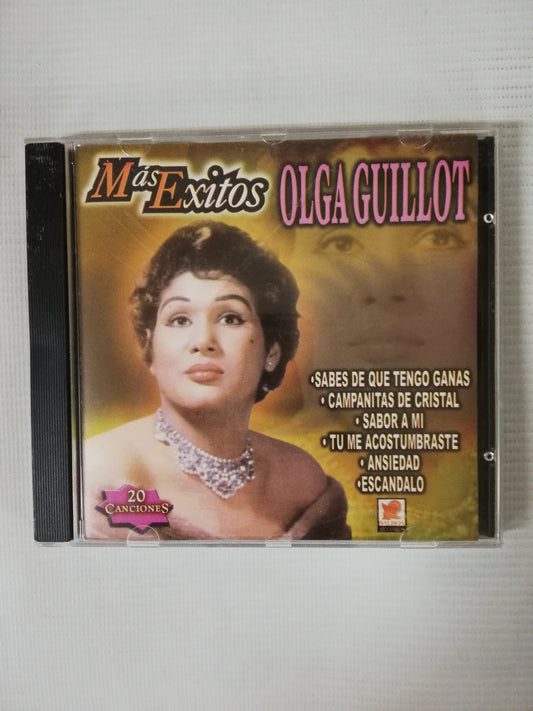 Más Exitos
OLGA GUILLOT
•SABES DE QUE TENGO GANAS
•CAMPANITAS DE CRISTAL
•SABOR A MI
•TU ME ACOSTUMBRASTE
•ANSIEDAD
•ESCANDALO
20
CANCIONES